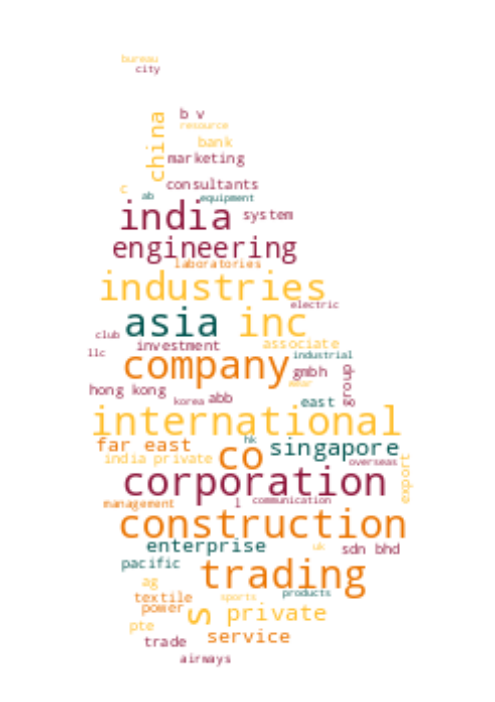 bureau
city
b v
china
resource
bank
marketing
consultants
c
ab
equipment
india
system
engineering
laboratories
industries
electric
asia
inc
club
investment
associate
llc
industrial
company
gmbh
group
hong kong
korea
abb
east
international
hk
far east
co
singapore
india private
overseas
export
corporation
management
l
communication
construction
enterprise
uk
sdn bhd
pacific
trading
ag
textile
sports
products
power
s
private
pte
trade
service
airways